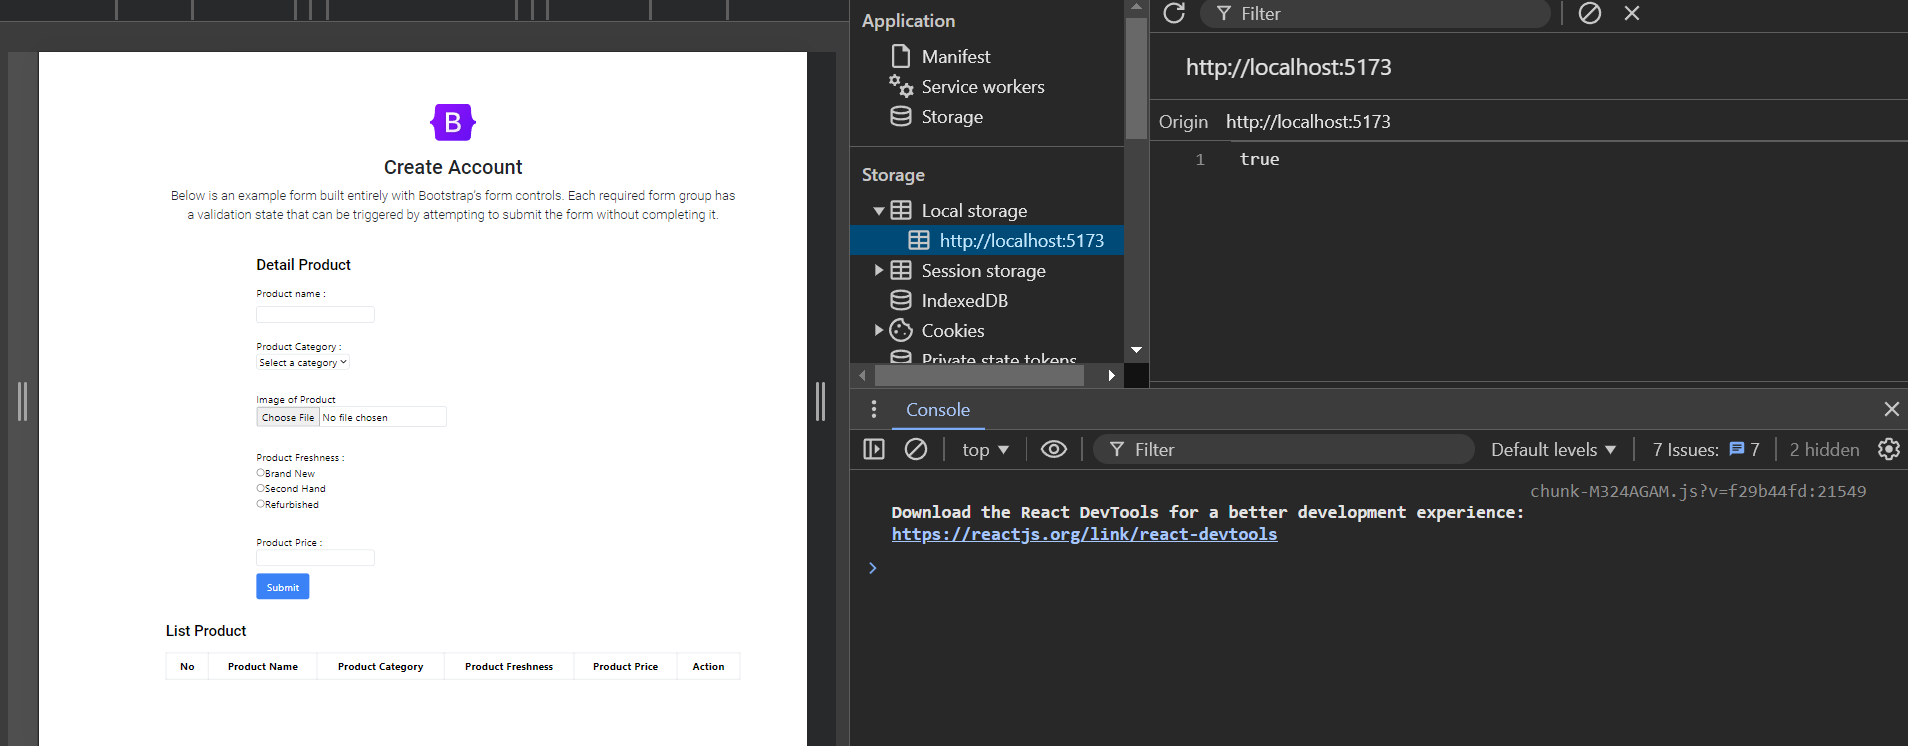 B
Create Account
Below is an example form built entirely with Bootstrap's form controls. Each required form group has
a validation state that can be triggered by attempting to submit the form without completing it.
Detail Product
Product name :
Product Category :
Select a category
Image of Product
Choose File No file chosen
Product Freshness :
Brand New
Second Hand
Refurbished
Product Price :
Submit
List Product
No Product Name Product Category Product Freshness Product Price Action
Application
Manifest
Service workers
Storage
Storage
Local storage
http://localhost:5173
Session storage
IndexedDB
Cookies
Private state tokens
Filter
http://localhost:5173
Origin http://localhost:5173
1 true
Console
top Filter Default levels 7 Issues: 7 2 hidden
chunk-M324AGAM.js?v=f29b44fd:21549
Download the React DevTools for a better development experience:
https://reactjs.org/link/react-devtools